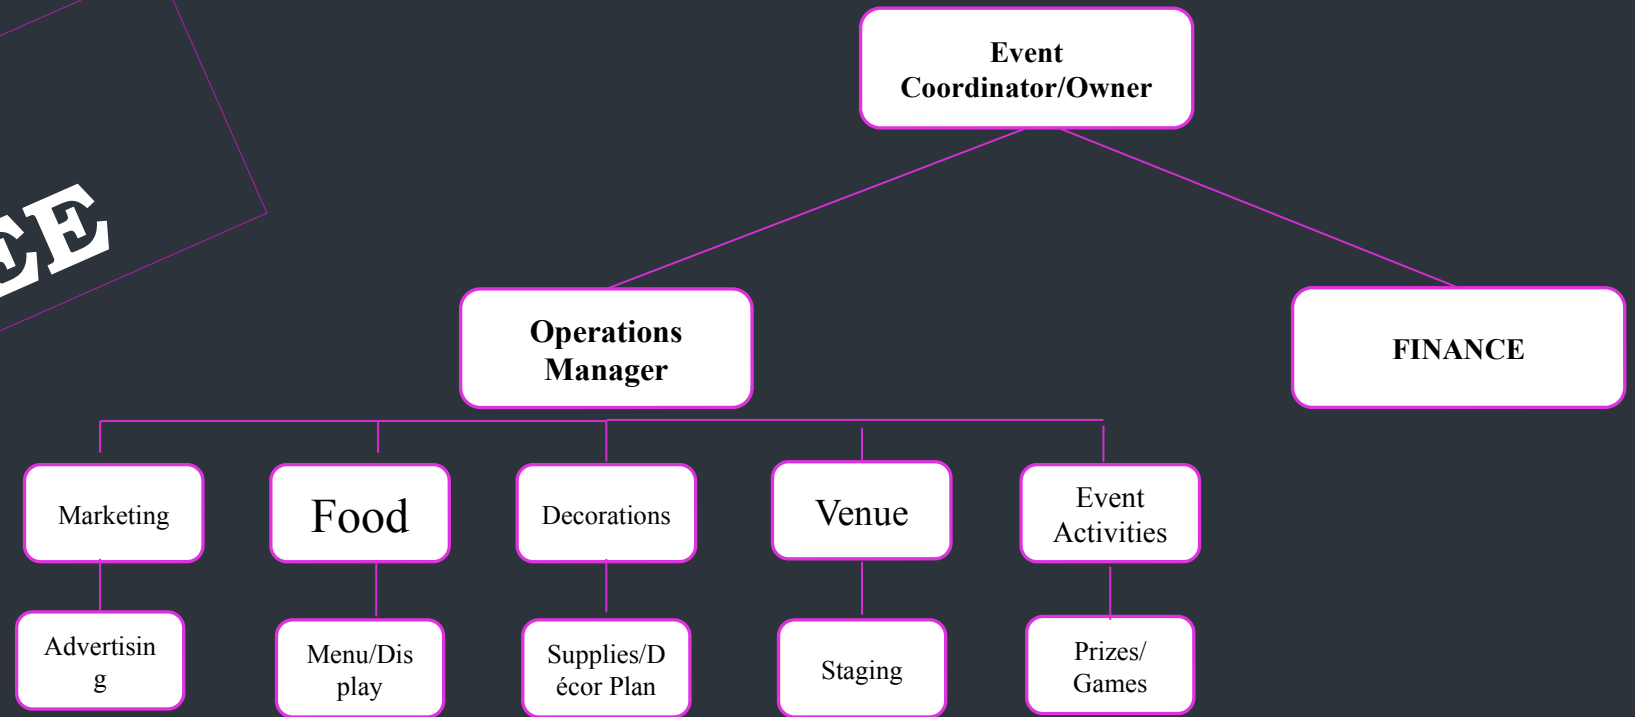 Event
Coordinator/Owner
EE
Operations
Manager
FINANCE
Marketing
Food
Decorations
Venue
Event
Activities
Advertisin
g
Menu/Dis
play
Supplies/D
écor Plan
Staging
Prizes/
Games